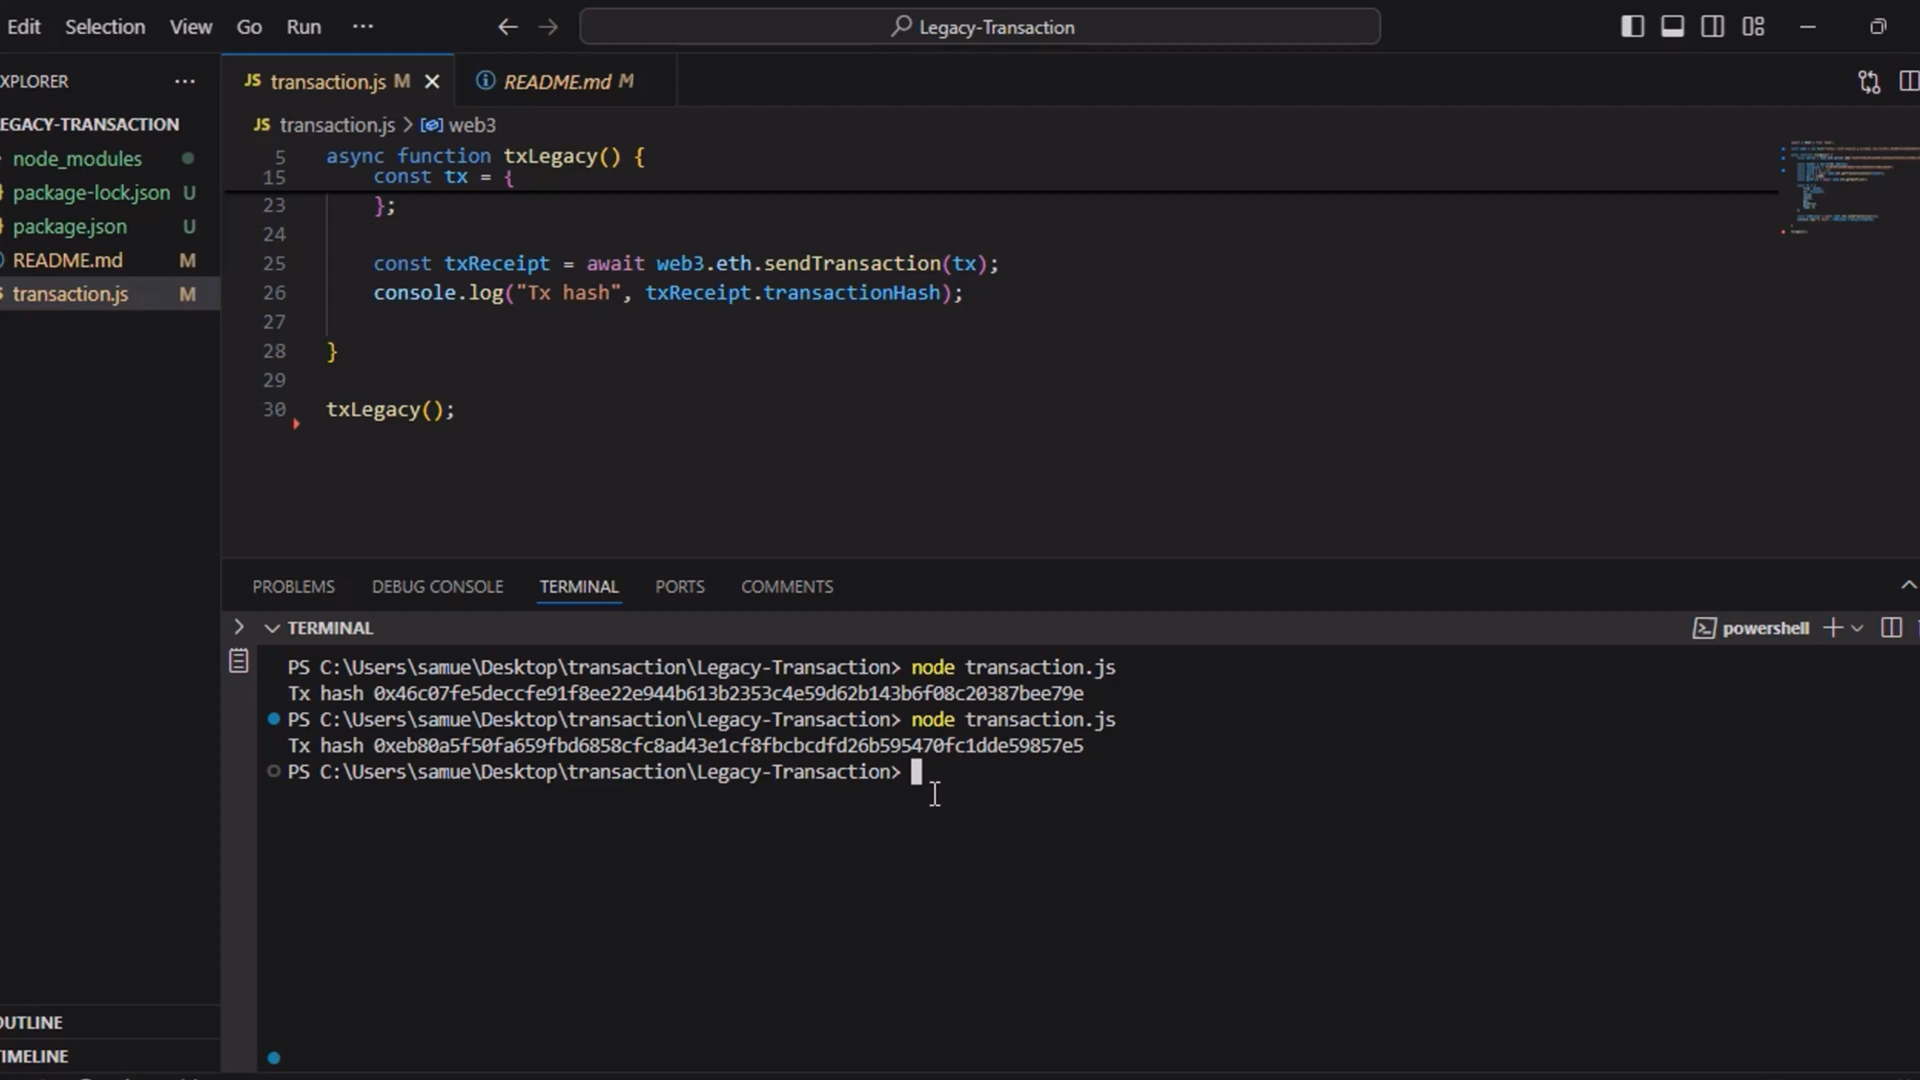 Edit Selection View Go Run ···
Legacy-Transaction
XPLORER ···
EGACY-TRANSACTION
node_modules
package-lock.json U
package.json U
README.md M
transaction.js M
OUTLINE
TIMELINE
JS transaction.js M
README.md M
JS transaction.js > web3
5 async function txLegacy() {
15 const tx = {
23 };
24
25 const txReceipt = await web3.eth.sendTransaction(tx);
26 console.log("Tx hash", txReceipt.transactionHash);
27
28 }
29
30 txLegacy();
PROBLEMS DEBUG CONSOLE TERMINAL PORTS COMMENTS
TERMINAL
powershell
PS C:\Users\samue\Desktop\transaction\Legacy-Transaction> node transaction.js
Tx hash 0x46c07fe5deccfe91f8ee22e944b613b2353c4e59d62b143b6f08c20387bee79e
PS C:\Users\samue\Desktop\transaction\Legacy-Transaction> node transaction.js
Tx hash 0xeb80a5f50fa659fbd6858cfc8ad43e1cf8fbcbcdfd26b595470fc1dde59857e5
PS C:\Users\samue\Desktop\transaction\Legacy-Transaction>